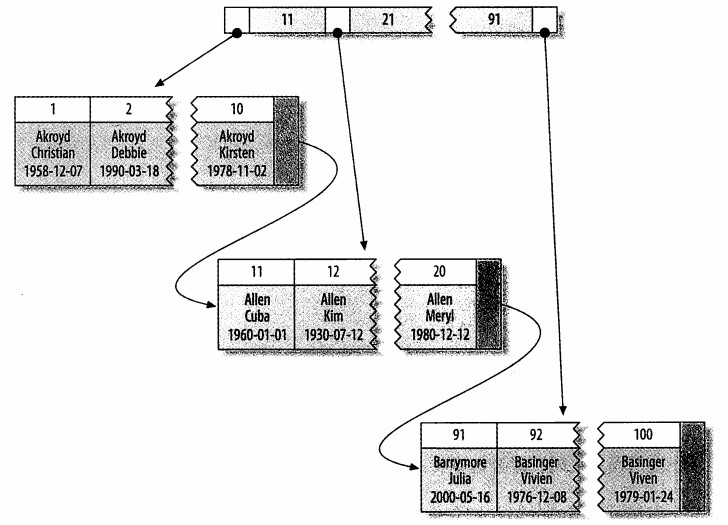 11 21 91
1 2 10
Akroyd Christian 1958-12-07
Akroyd Debbie 1990-03-18
Akroyd Kirsten 1978-11-02
11 12 20
Allen Cuba 1960-01-01
Allen Kim 1930-07-12
Allen Meryl 1980-12-12
91 92 100
Barrymore Julia 2000-05-16
Basinger Vivien 1976-12-08
Basinger Viven 1979-01-24